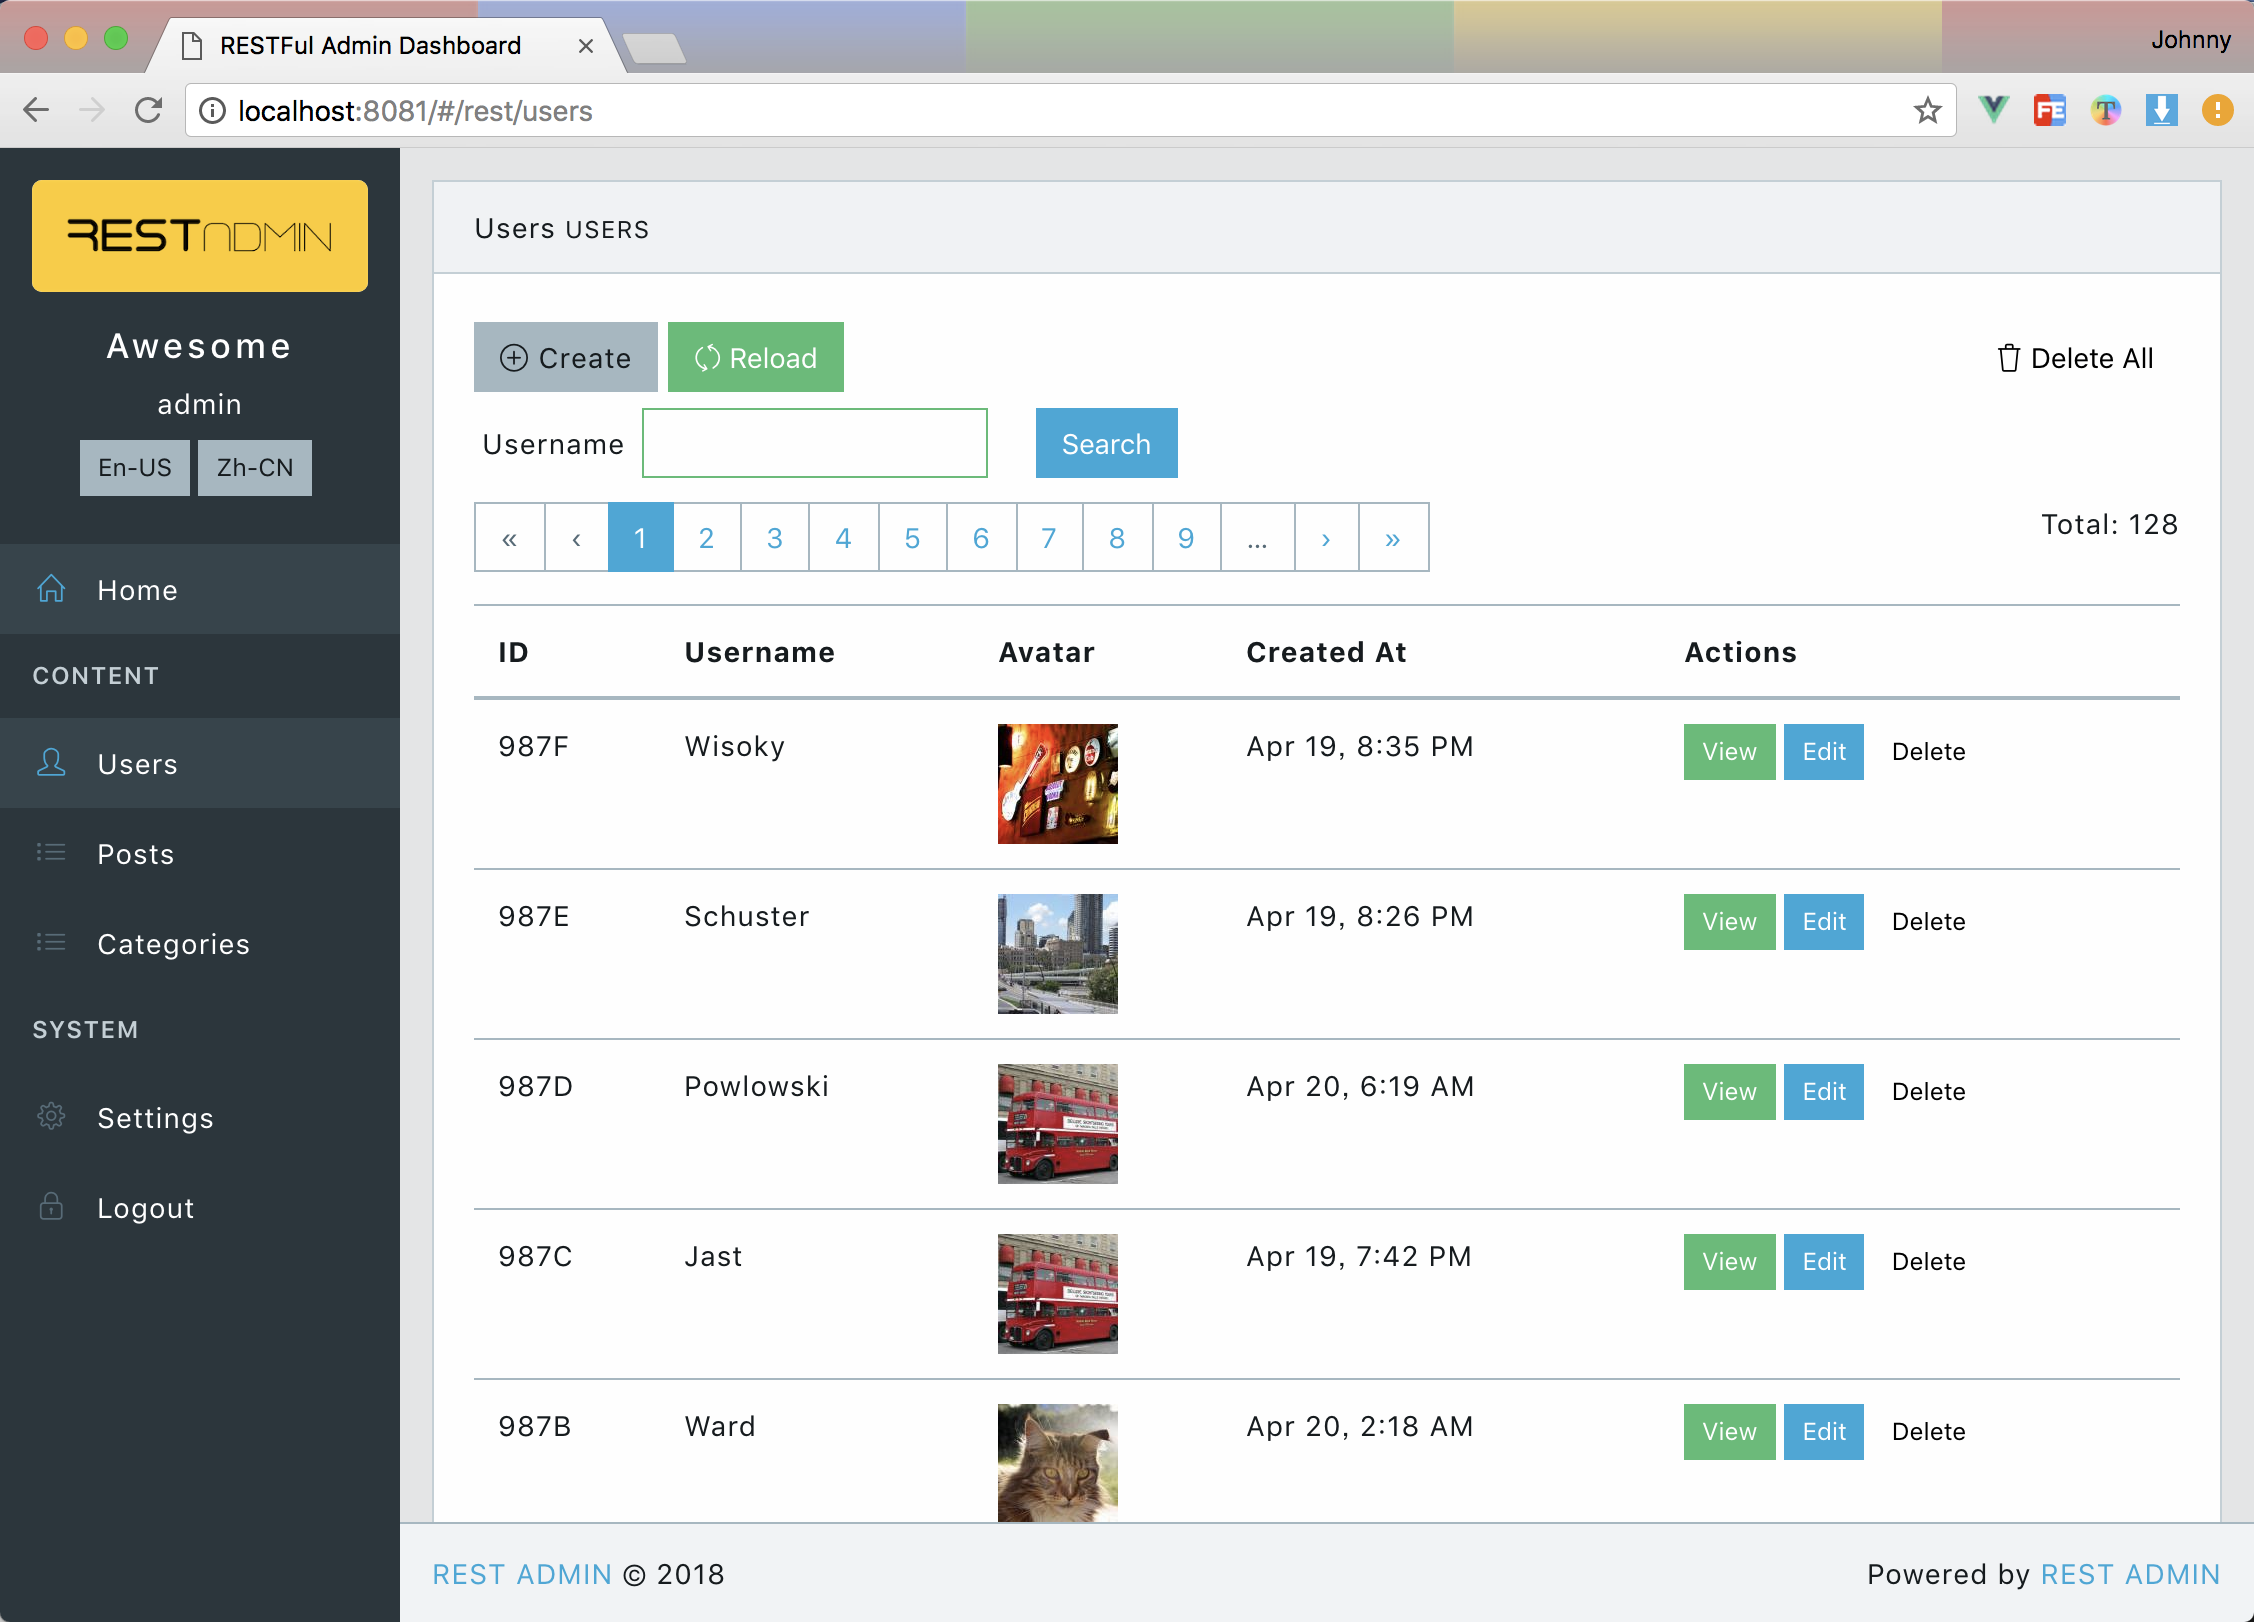 RESTFul Admin Dashboard
Johnny
localhost:8081/#/rest/users
RESTADMIN
Awesome
admin
En-US Zh-CN
Home
CONTENT
Users
Posts
Categories
SYSTEM
Settings
Logout
Users USERS
Create Reload Delete All
Username Search
« ‹ 1 2 3 4 5 6 7 8 9 ... › »
Total: 128
ID Username Avatar Created At Actions
987F Wisoky Apr 19, 8:35 PM View Edit Delete
987E Schuster Apr 19, 8:26 PM View Edit Delete
987D Powlowski Apr 20, 6:19 AM View Edit Delete
987C Jast Apr 19, 7:42 PM View Edit Delete
987B Ward Apr 20, 2:18 AM View Edit Delete
REST ADMIN © 2018
Powered by REST ADMIN